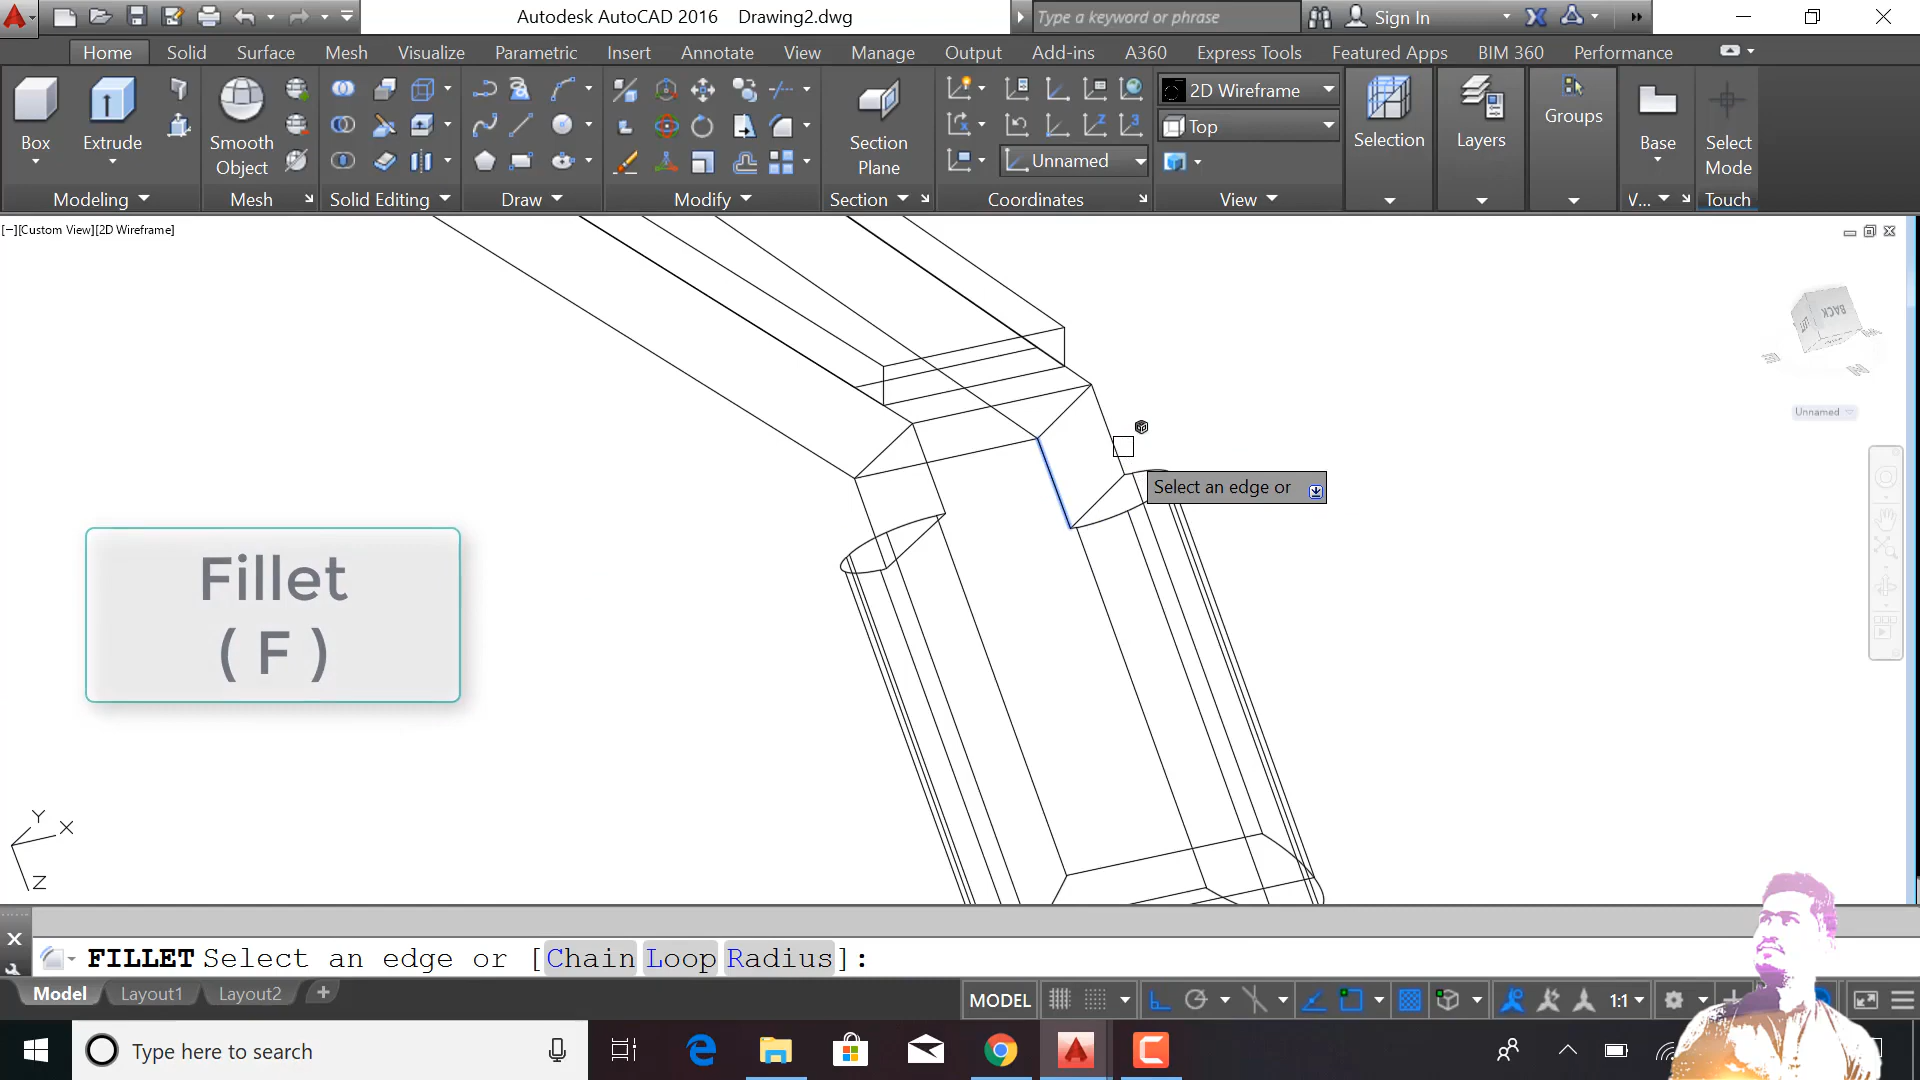 Autodesk AutoCAD 2016 Drawing2.dwg
Type a keyword or phrase
Sign In
Home Solid Surface Mesh Visualize Parametric Insert Annotate View Manage Output Add-ins A360 Express Tools Featured Apps BIM 360 Performance
Box
Extrude
Smooth
Object
Section
Plane
2D Wireframe
Top
Unnamed
Selection
Layers
Groups
Base
Select
Mode
Modeling
Mesh
Solid Editing
Draw
Modify
Section
Coordinates
View
V...
Touch
[−][Custom View][2D Wireframe]
BACK
Unnamed
Select an edge or
Fillet
( F )
Y
X
Z
FILLET Select an edge or [Chain Loop Radius]:
Model Layout1 Layout2 +
MODEL
1:1
Type here to search